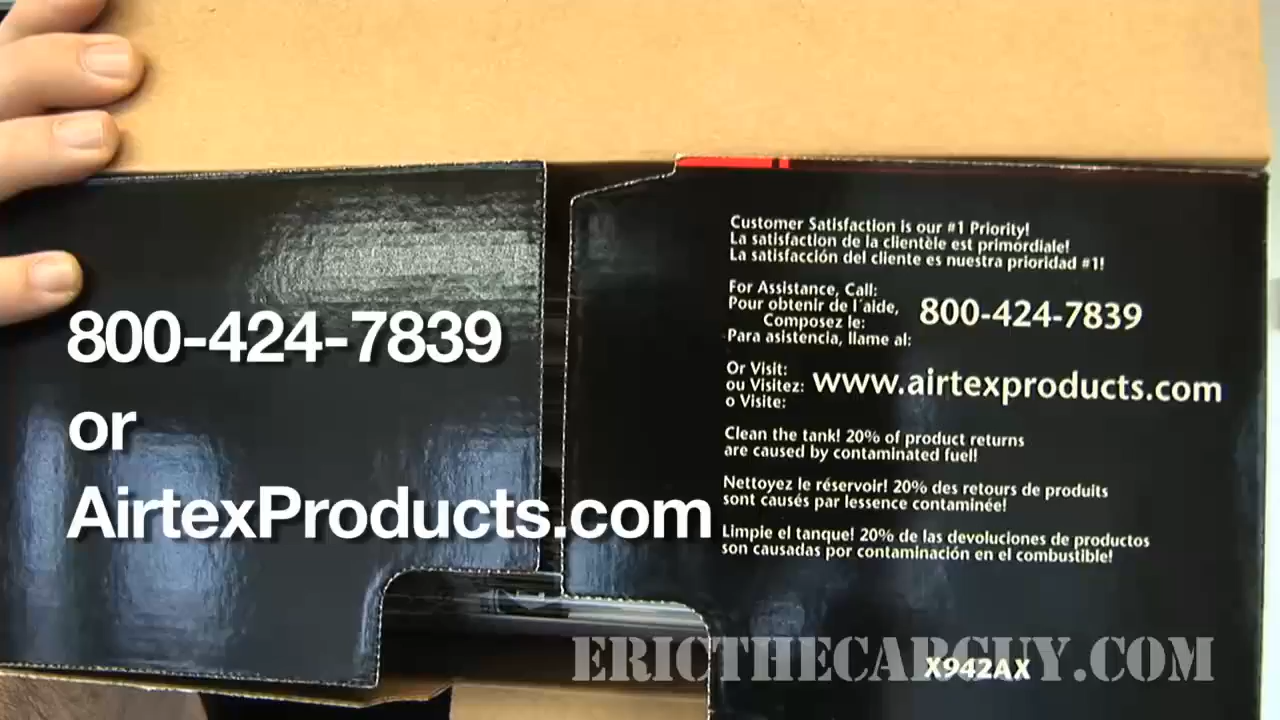 800-424-7839
or
AirtexProducts.com
Customer Satisfaction is our #1 Priority!
La satisfaction de la clientèle est primordiale!
La satisfacción del cliente es nuestra prioridad #1!
For Assistance, Call:
Pour obtenir de l´aide,
Composez le:
Para asistencia, llame al:
800-424-7839
Or Visit:
ou Visitez:
o Visite:
www.airtexproducts.com
Clean the tank! 20% of product returns
are caused by contaminated fuel!
Nettoyez le réservoir! 20% des retours de produits
sont causés par lessence contaminée!
Limpie el tanque! 20% de las devoluciones de productos
son causadas por contaminación en el combustible!
X942AX
ERICTHECARGUY.COM